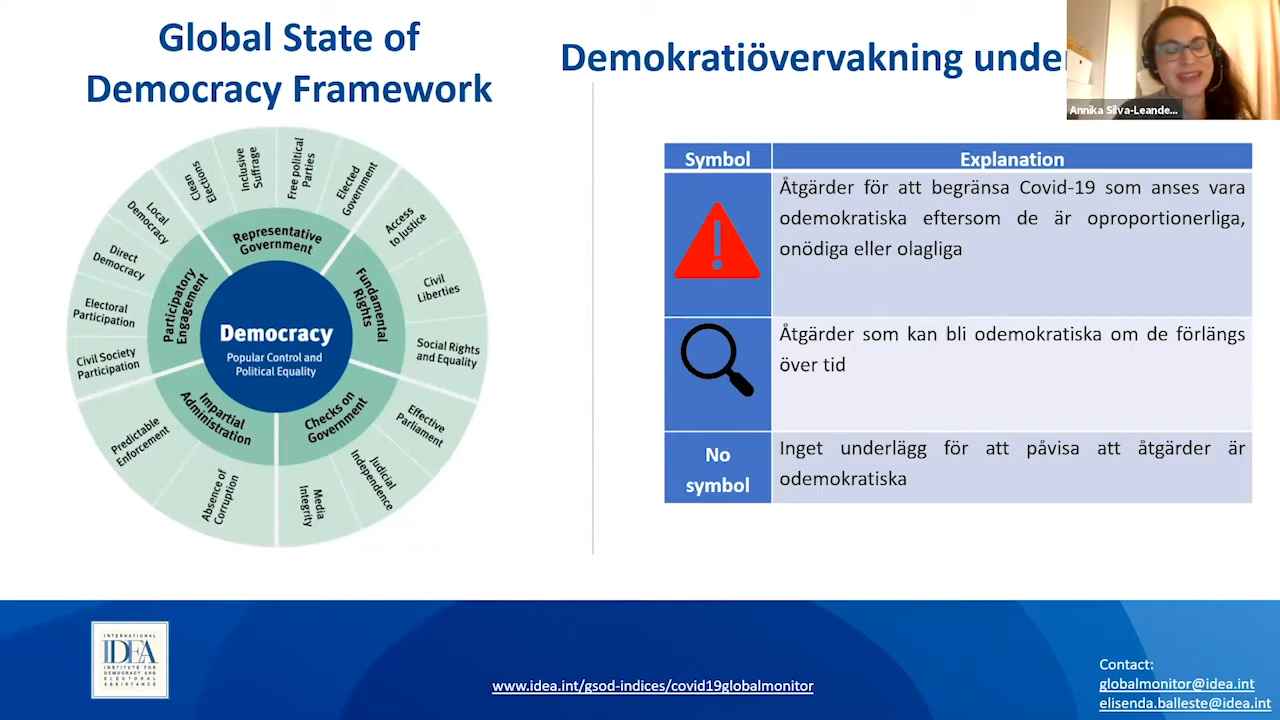 Global State of
Democracy Framework
Demokratiövervakning unde
Annika Silva-Leande...
Clean
Elections
Inclusive
Suffrage
Free political
Parties
Elected
Government
Access
to Justice
Civil
Liberties
Social Rights
and Equality
Effective
Parliament
Judicial
Independence
Media
Integrity
Absence of
Corruption
Predictable
Enforcement
Civil Society
Participation
Electoral
Participation
Direct
Democracy
Local
Democracy
Representative
Government
Fundamental
Rights
Checks on
Government
Impartial
Administration
Participatory
Engagement
Democracy
Popular Control and
Political Equality
Symbol
Explanation
Åtgärder för att begränsa Covid-19 som anses vara
odemokratiska eftersom de är oproportionerliga,
onödiga eller olagliga
Åtgärder som kan bli odemokratiska om de förlängs
över tid
No
symbol
Inget underlägg för att påvisa att åtgärder är
odemokratiska
INTERNATIONAL
IDEA
INSTITUTE FOR
DEMOCRACY AND
ELECTORAL
ASSISTANCE
www.idea.int/gsod-indices/covid19globalmonitor
Contact:
globalmonitor@idea.int
elisenda.balleste@idea.int